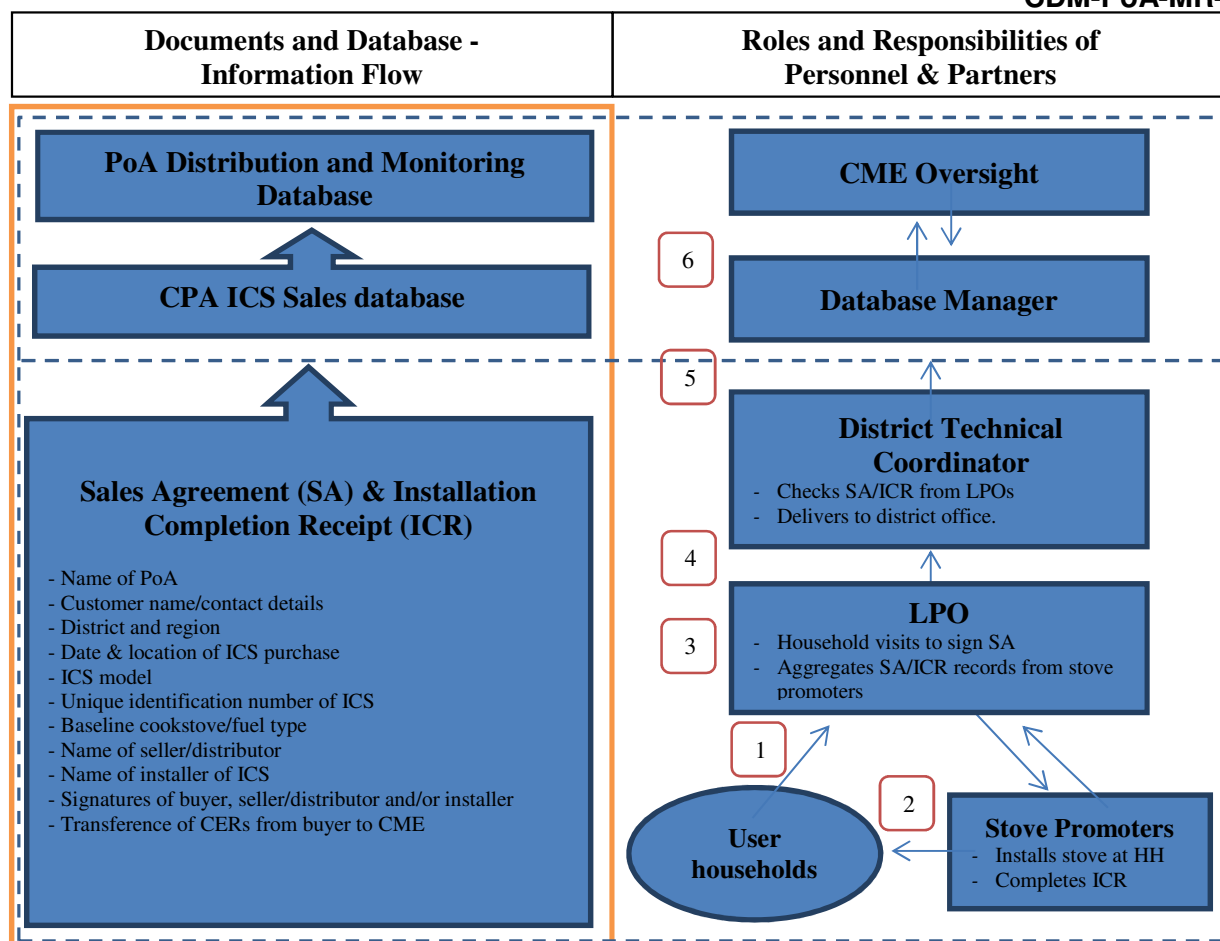 Documents and Database -
Information Flow
Roles and Responsibilities of
Personnel & Partners
PoA Distribution and Monitoring
Database
CPA ICS Sales database
Sales Agreement (SA) & Installation
Completion Receipt (ICR)
- Name of PoA
- Customer name/contact details
- District and region
- Date & location of ICS purchase
- ICS model
- Unique identification number of ICS
- Baseline cookstove/fuel type
- Name of seller/distributor
- Name of installer of ICS
- Signatures of buyer, seller/distributor and/or installer
- Transference of CERs from buyer to CME
CME Oversight
6
Database Manager
5
District Technical
Coordinator
- Checks SA/ICR from LPOs
- Delivers to district office.
4
LPO
3
- Household visits to sign SA
- Aggregates SA/ICR records from stove
promoters
1
2
User
households
Stove Promoters
- Installs stove at HH
- Completes ICR